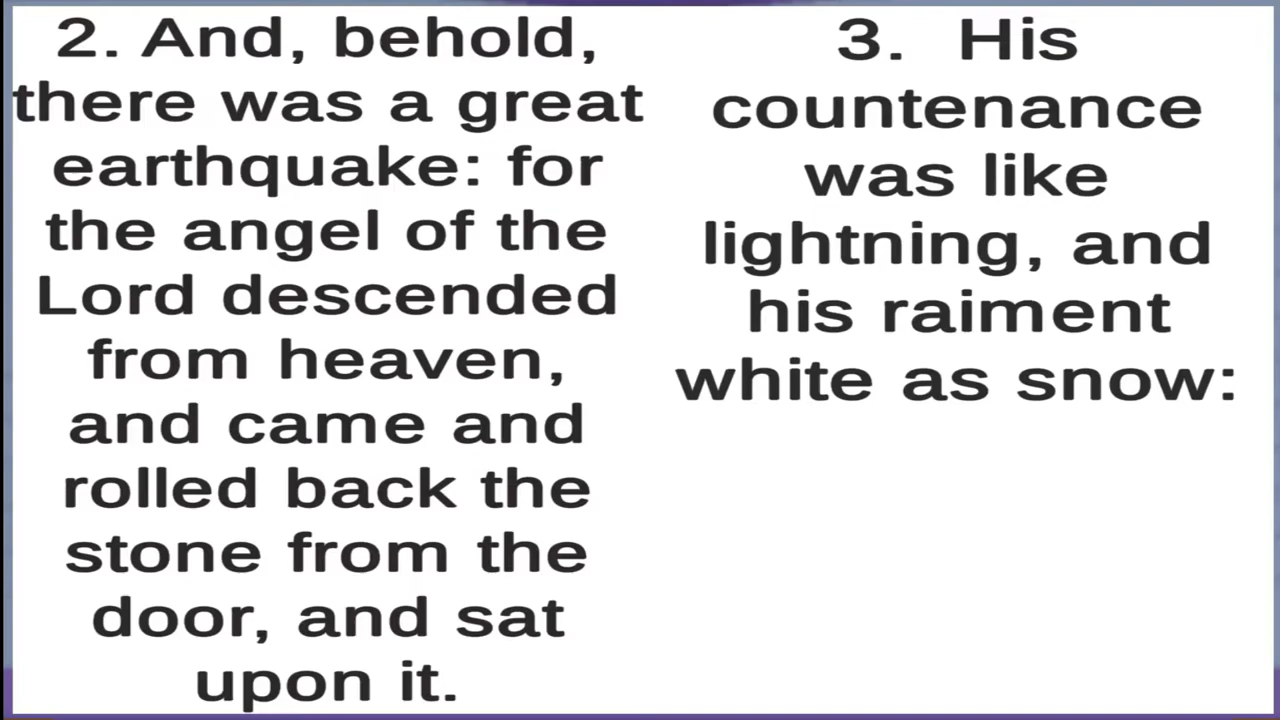 2. And, behold,
there was a great
earthquake: for
the angel of the
Lord descended
from heaven,
and came and
rolled back the
stone from the
door, and sat
upon it.
3. His
countenance
was like
lightning, and
his raiment
white as snow: